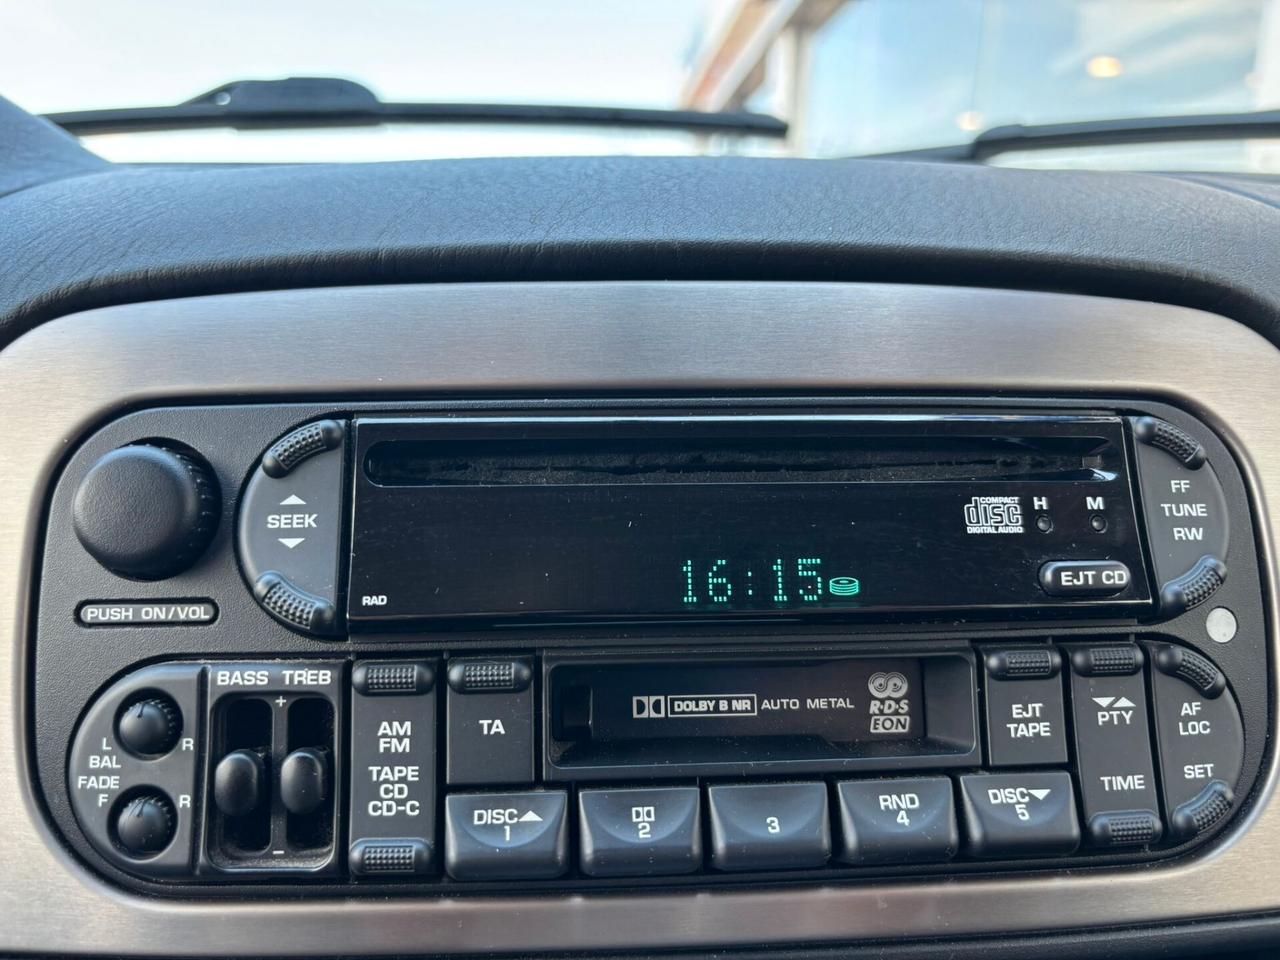 COMPACT
disc
DIGITAL AUDIO
H
M
FF
TUNE
RW
SEEK
16:15
EJT CD
RAD
PUSH ON/VOL
BASS TREB
+
−
L
R
BAL
FADE
F
R
AM
FM
TAPE
CD
CD-C
TA
DOLBY B NR AUTO METAL
R·D·S
EON
EJT
TAPE
PTY
TIME
AF
LOC
SET
DISC
1
2
3
RND
4
DISC
5